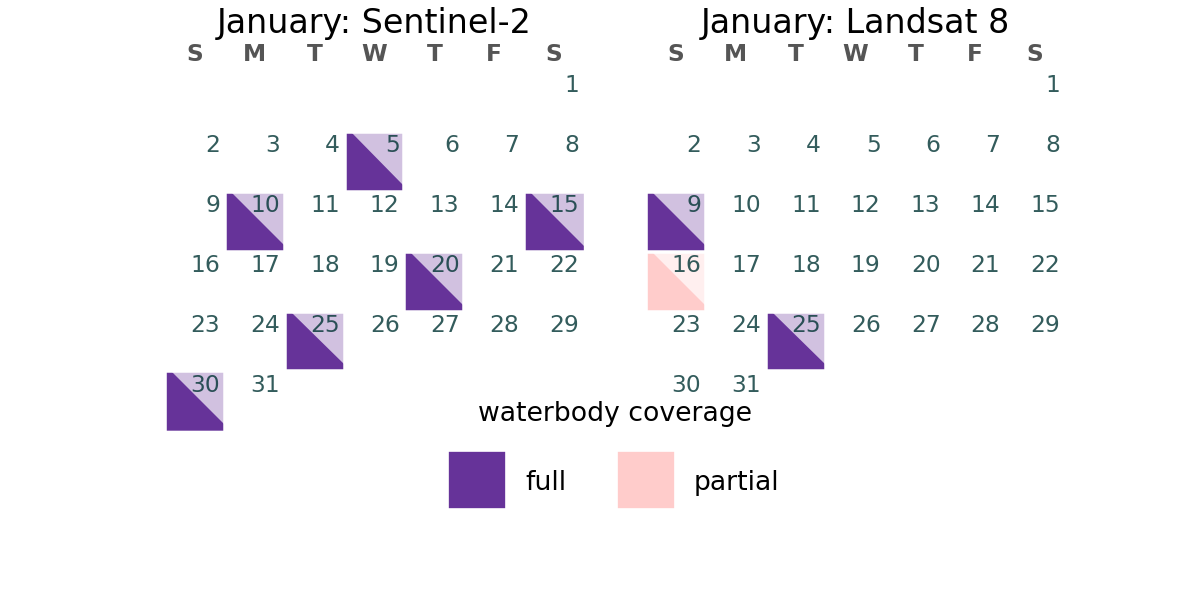 January: Sentinel-2
S M T W T F S
1
2 3 4 5 6 7 8
9 10 11 12 13 14 15
16 17 18 19 20 21 22
23 24 25 26 27 28 29
30 31
January: Landsat 8
S M T W T F S
1
2 3 4 5 6 7 8
9 10 11 12 13 14 15
16 17 18 19 20 21 22
23 24 25 26 27 28 29
30 31
waterbody coverage
full partial